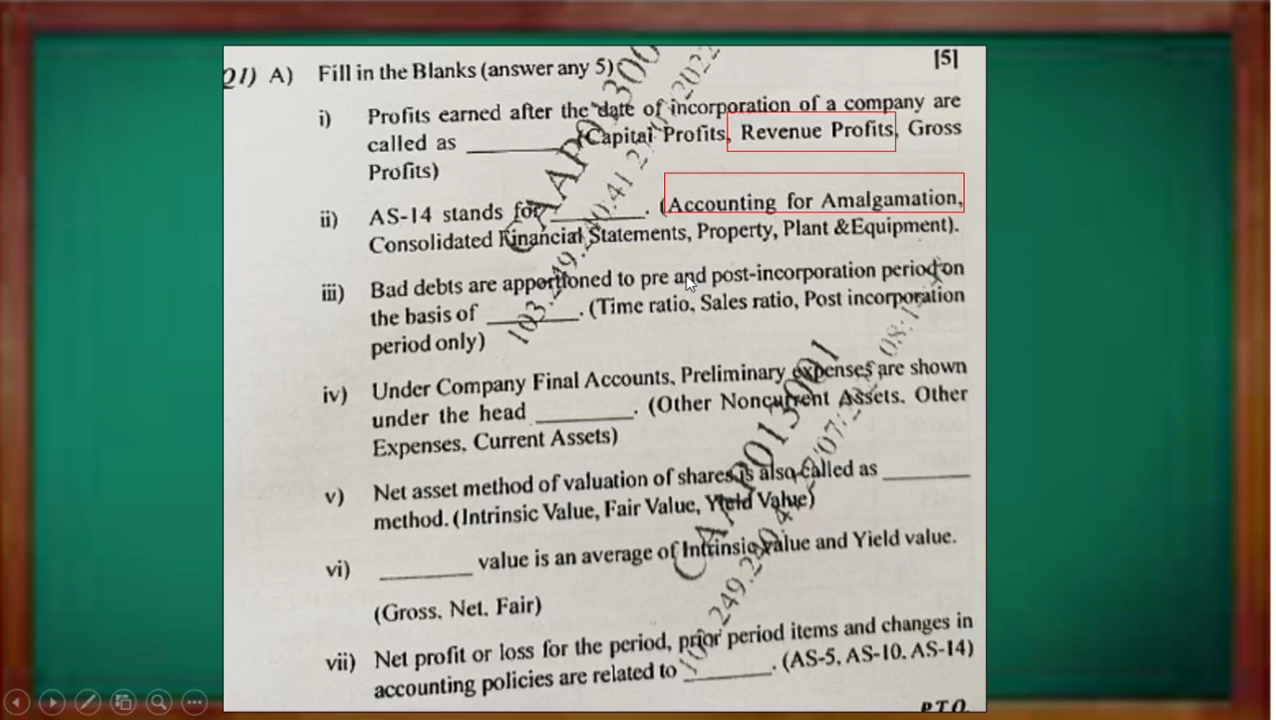 Q1) A) Fill in the Blanks (answer any 5) [5]
i) Profits earned after the date of incorporation of a company are
called as ________ (Capital Profits, Revenue Profits, Gross
Profits)
ii) AS-14 stands for ________. (Accounting for Amalgamation,
Consolidated Financial Statements, Property, Plant &Equipment).
iii) Bad debts are apportioned to pre and post-incorporation period on
the basis of ________. (Time ratio, Sales ratio, Post incorporation
period only)
iv) Under Company Final Accounts, Preliminary expenses are shown
under the head ________. (Other Noncurrent Assets. Other
Expenses, Current Assets)
v) Net asset method of valuation of shares is also called as ________
method. (Intrinsic Value, Fair Value, Yield Value)
vi) ________ value is an average of Intrinsic value and Yield value.
(Gross. Net. Fair)
vii) Net profit or loss for the period, prior period items and changes in
accounting policies are related to ________. (AS-5, AS-10. AS-14)
P.T.O.
CAAP013001